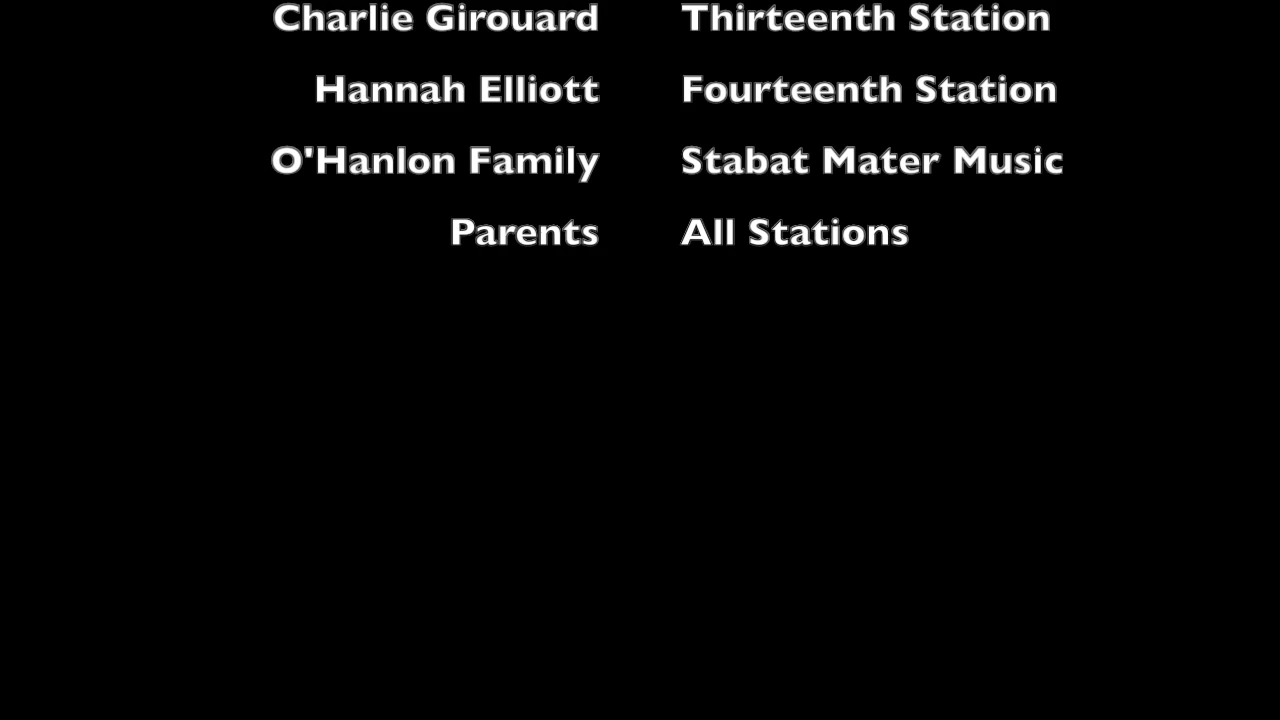 Charlie Girouard Thirteenth Station
Hannah Elliott Fourteenth Station
O'Hanlon Family Stabat Mater Music
Parents All Stations